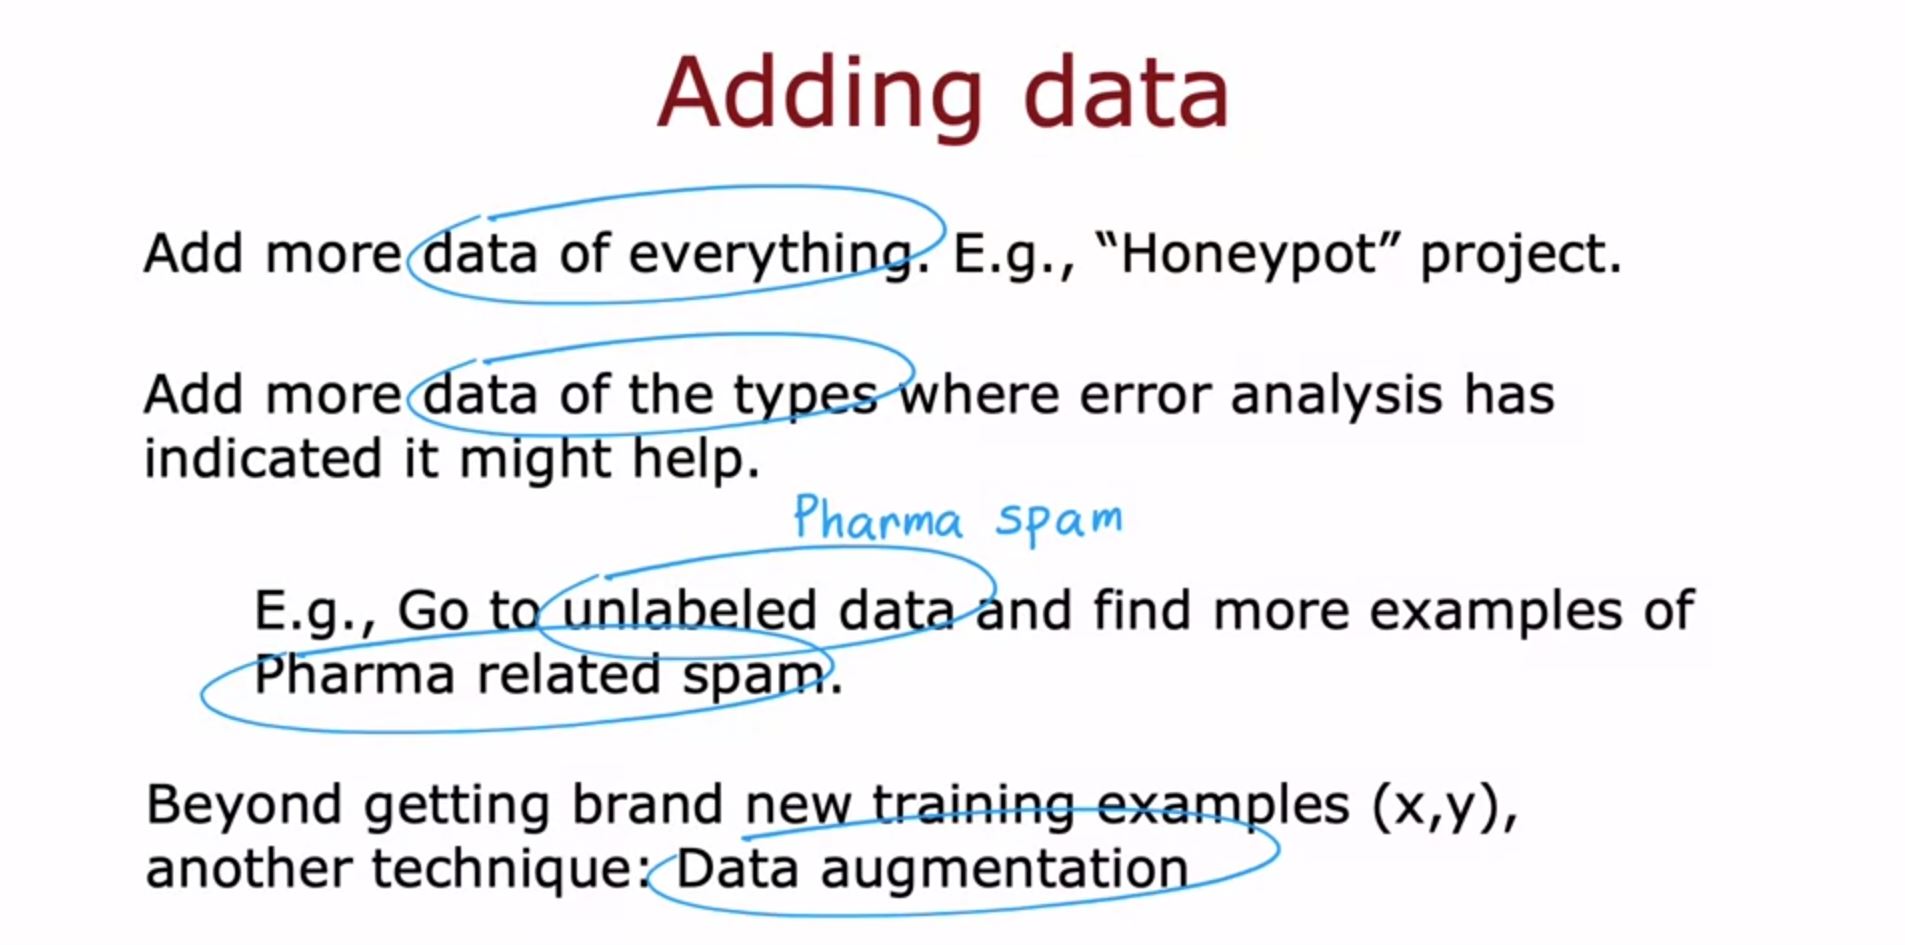 Adding data
Add more data of everything. E.g., “Honeypot” project.
Add more data of the types where error analysis has
indicated it might help.
Pharma spam
E.g., Go to unlabeled data and find more examples of
Pharma related spam.
Beyond getting brand new training examples (x,y),
another technique: Data augmentation